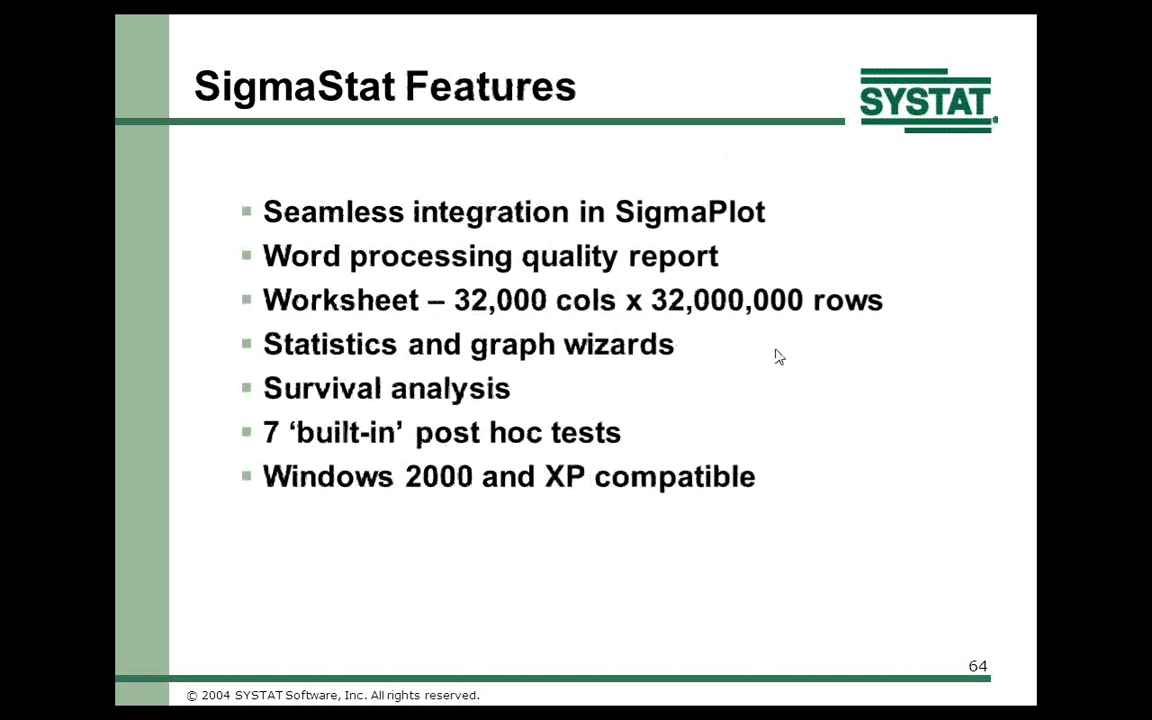 SigmaStat Features
SYSTAT
Seamless integration in SigmaPlot
Word processing quality report
Worksheet – 32,000 cols x 32,000,000 rows
Statistics and graph wizards
Survival analysis
7 ‘built-in’ post hoc tests
Windows 2000 and XP compatible
64
© 2004 SYSTAT Software, Inc. All rights reserved.